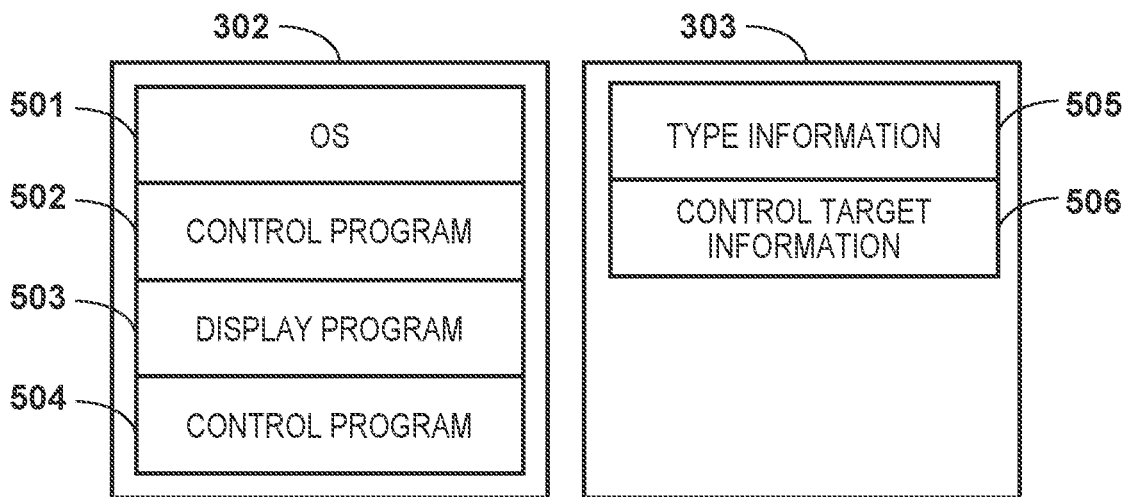 302
501
OS
502
CONTROL PROGRAM
503
DISPLAY PROGRAM
504
CONTROL PROGRAM
303
TYPE INFORMATION
505
CONTROL TARGET
INFORMATION
506